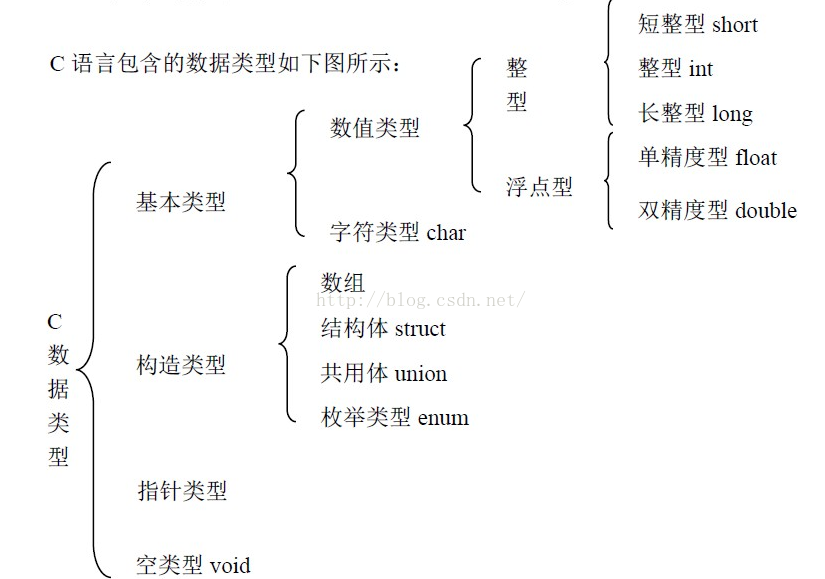 C 语言包含的数据类型如下图所示：
短整型 short
整型
整型 int
长整型 long
数值类型
单精度型 float
浮点型
双精度型 double
基本类型
字符类型 char
数组
http://blog.csdn.net/
结构体 struct
C数据类型
构造类型
共用体 union
枚举类型 enum
指针类型
空类型 void